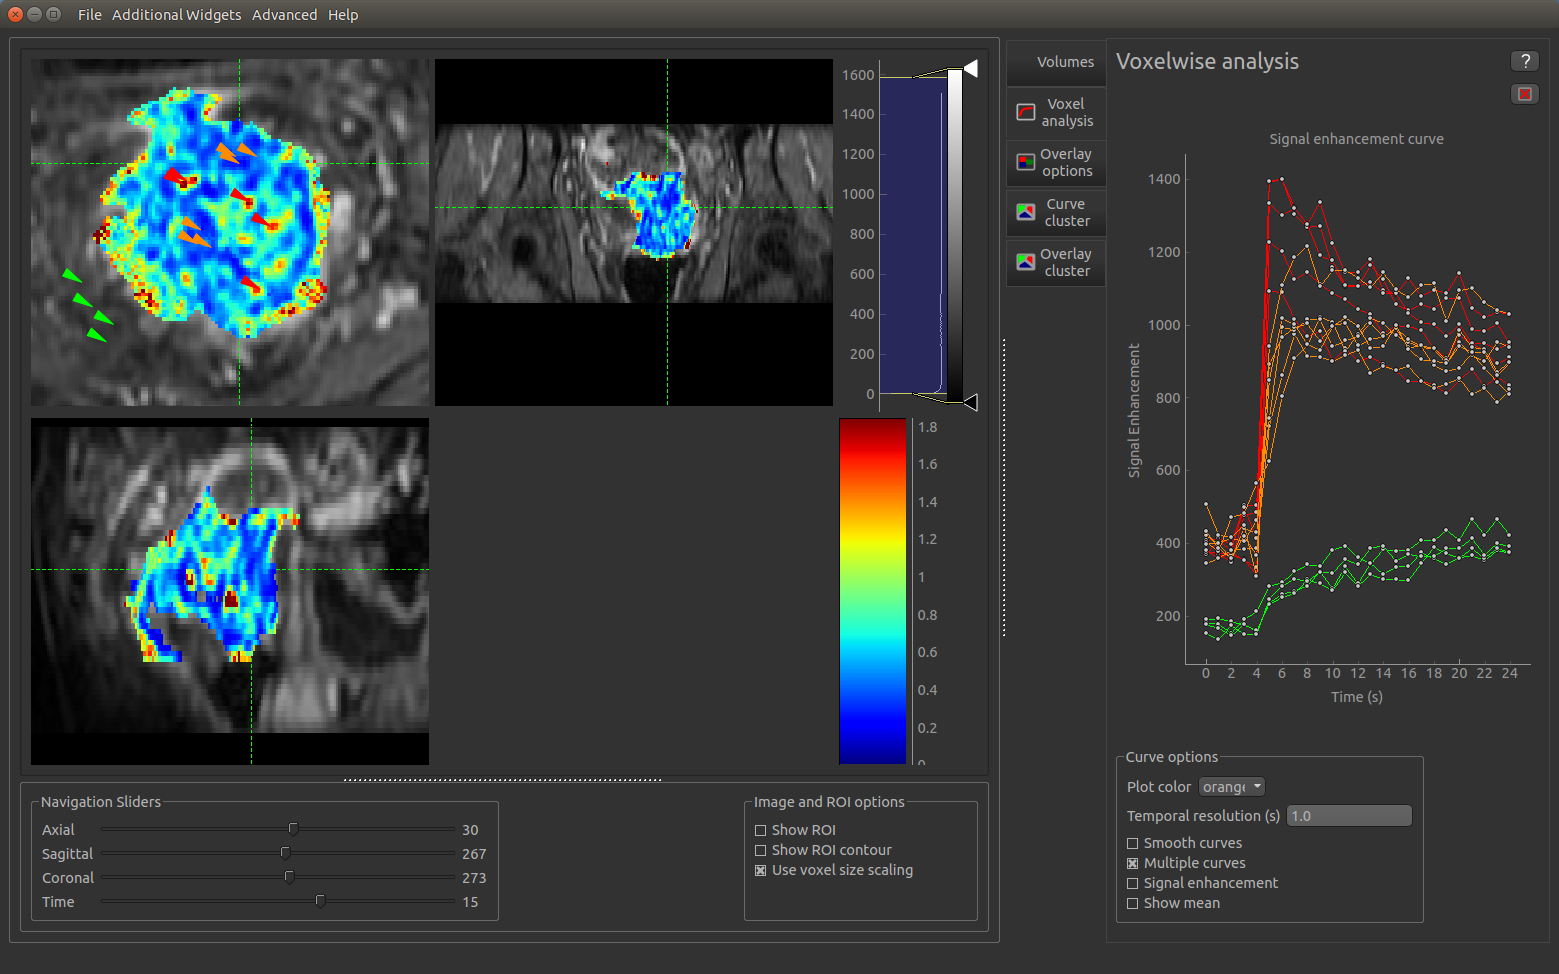 File Additional Widgets Advanced Help
1600
1400
1200
1000
800
600
400
200
0
1.8
1.6
1.4
1.2
1
0.8
0.6
0.4
0.2
0
Volumes
Voxel
analysis
Overlay
options
Curve
cluster
Overlay
cluster
Voxelwise analysis
?
Signal enhancement curve
1400
1200
1000
800
600
400
200
Signal Enhancement
0 2 4 6 8 10 12 14 16 18 20 22 24
Time (s)
Navigation Sliders
Axial 30
Sagittal 267
Coronal 273
Time 15
Image and ROI options
Show ROI
Show ROI contour
Use voxel size scaling
Curve options
Plot color orange
Temporal resolution (s) 1.0
Smooth curves
Multiple curves
Signal enhancement
Show mean